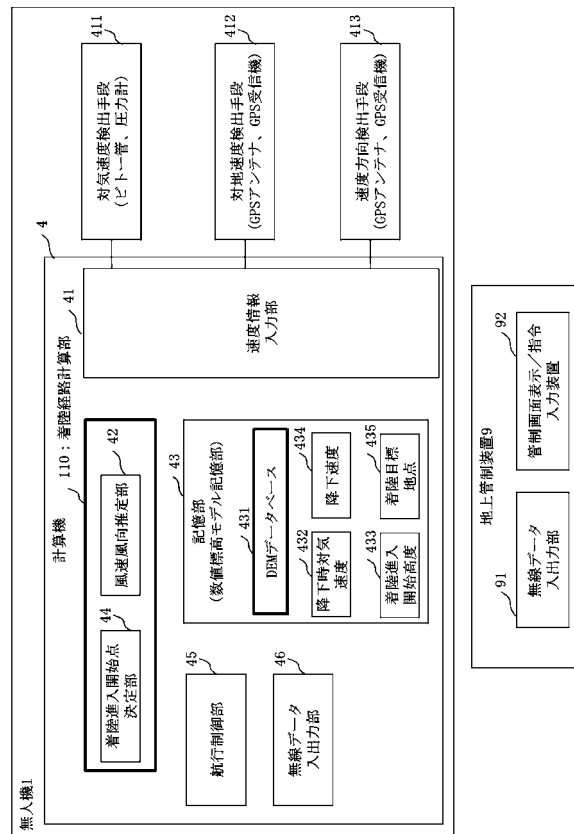 無人機1
計算機
110：着陸経路計算部
4
44
着陸進入開始点
決定部
42
風速風向推定部
41
速度情報
入力部
411
対気速度検出手段
(ピトー管、圧力計)
412
対地速度検出手段
(GPSアンテナ、GPS受信機)
413
速度方向検出手段
(GPSアンテナ、GPS受信機)
45
航行制御部
46
無線データ
入出力部
43
記憶部
(数値標高モデル記憶部)
431
DEMデータベース
432
降下時対気
速度
434
降下速度
433
着陸進入
開始高度
435
着陸目標
地点
地上管制装置9
91
無線データ
入出力部
92
管制画面表示／指令
入力装置